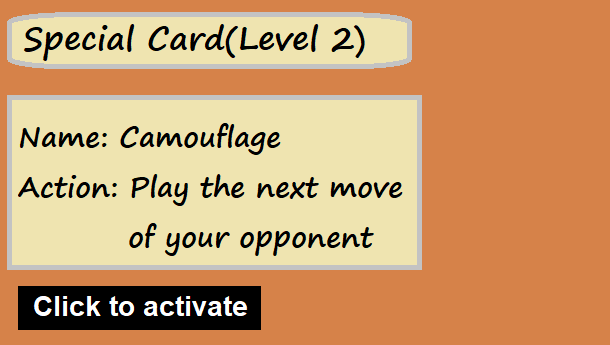 Special Card(Level 2)
Name: Camouflage
Action: Play the next move
of your opponent
Click to activate